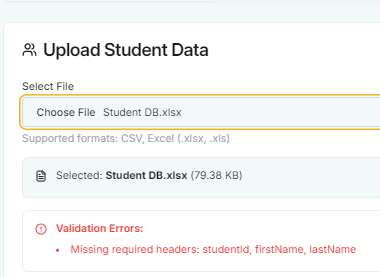 Upload Student Data
Select File
Choose File Student DB.xlsx
Supported formats: CSV, Excel (.xlsx, .xls)
Selected: Student DB.xlsx (79.38 KB)
Validation Errors:
• Missing required headers: studentId, firstName, lastName